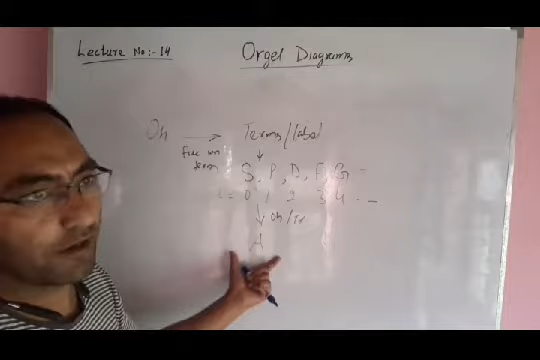 Lecture No:- 14
Orgel Diagrams
Oh → Terms/label
free ion term
↓
S, P, D, F, G -
L = 0 1 2 3 4 - -
↓ Oh/Td
A